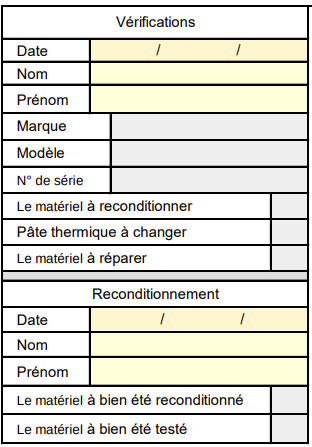 Vérifications
Date / /
Nom
Prénom
Marque
Modèle
N° de série
Le matériel à reconditionner
Pâte thermique à changer
Le matériel à réparer
Reconditionnement
Date / /
Nom
Prénom
Le matériel à bien été reconditionné
Le matériel à bien été testé